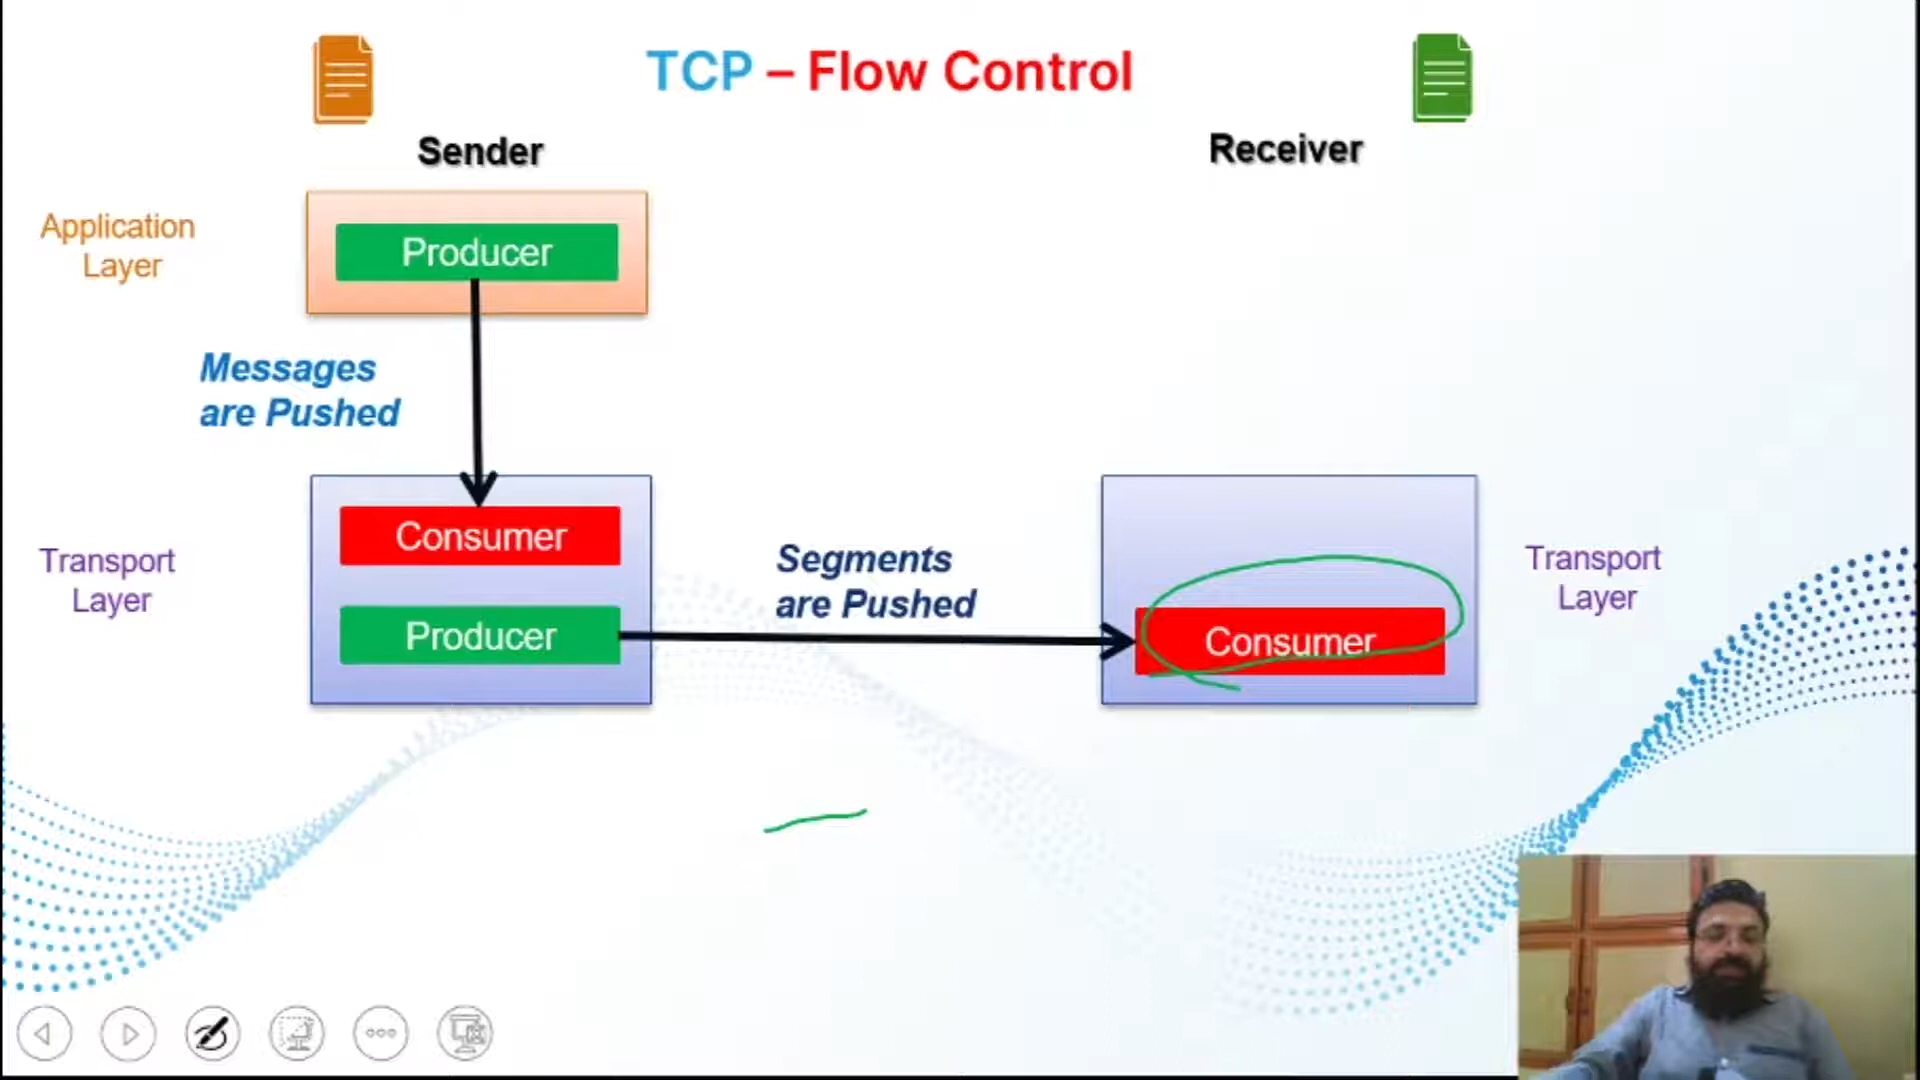 TCP – Flow Control
Sender
Receiver
Application
Layer
Producer
Messages
are Pushed
Transport
Layer
Consumer
Producer
Segments
are Pushed
Consumer
Transport
Layer